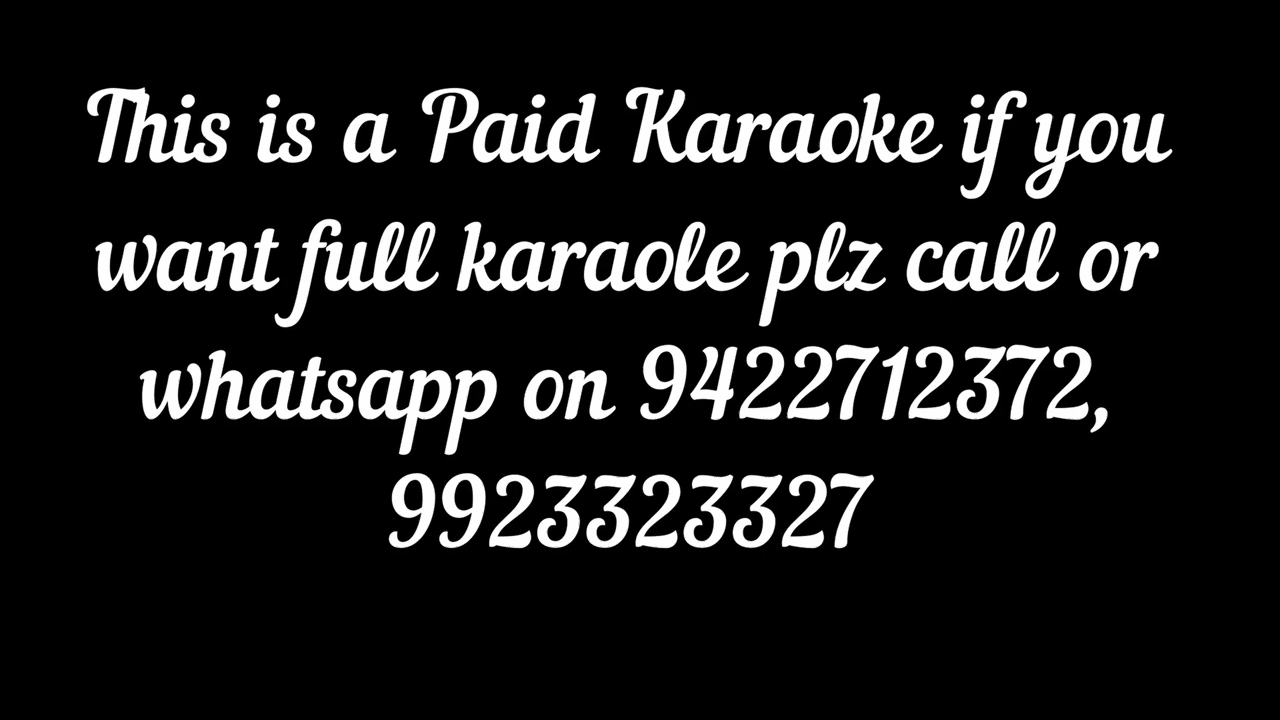 This is a Paid Karaoke if you
want full karaole plz call or
whatsapp on 9422712372,
9923323327